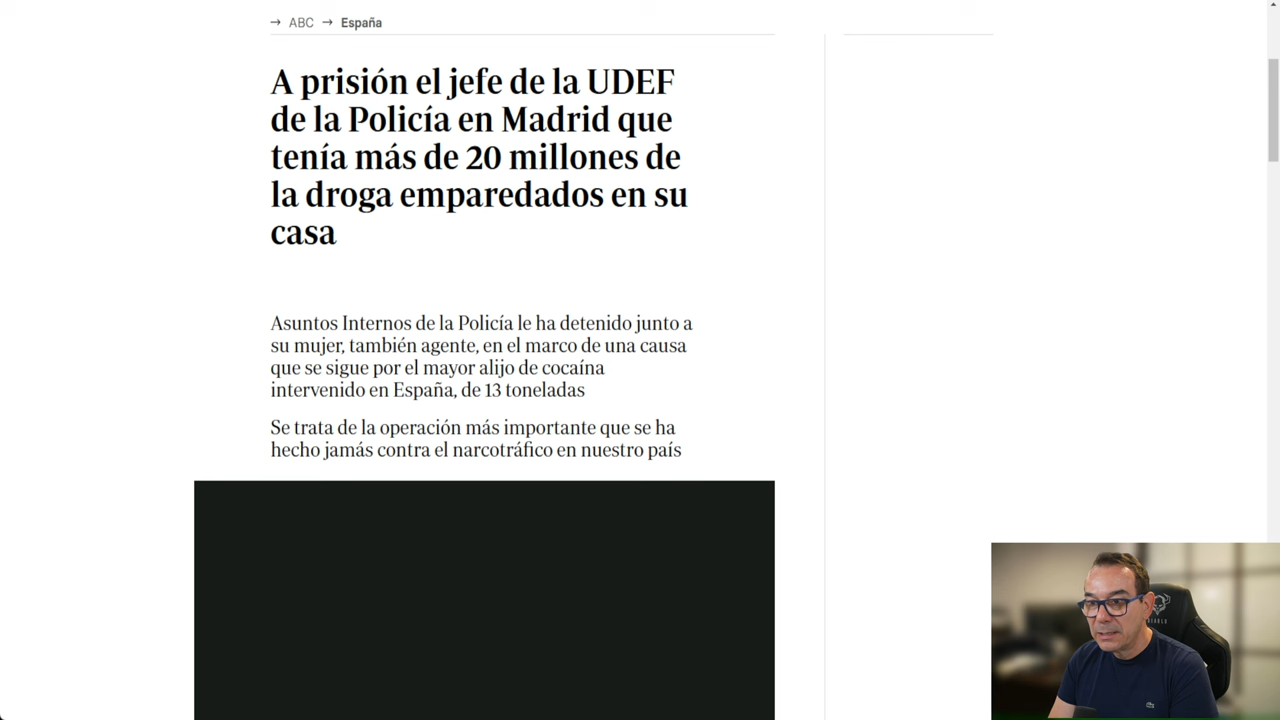 → ABC → España
A prisión el jefe de la UDEF
de la Policía en Madrid que
tenía más de 20 millones de
la droga emparedados en su
casa
Asuntos Internos de la Policía le ha detenido junto a
su mujer, también agente, en el marco de una causa
que se sigue por el mayor alijo de cocaína
intervenido en España, de 13 toneladas
Se trata de la operación más importante que se ha
hecho jamás contra el narcotráfico en nuestro país